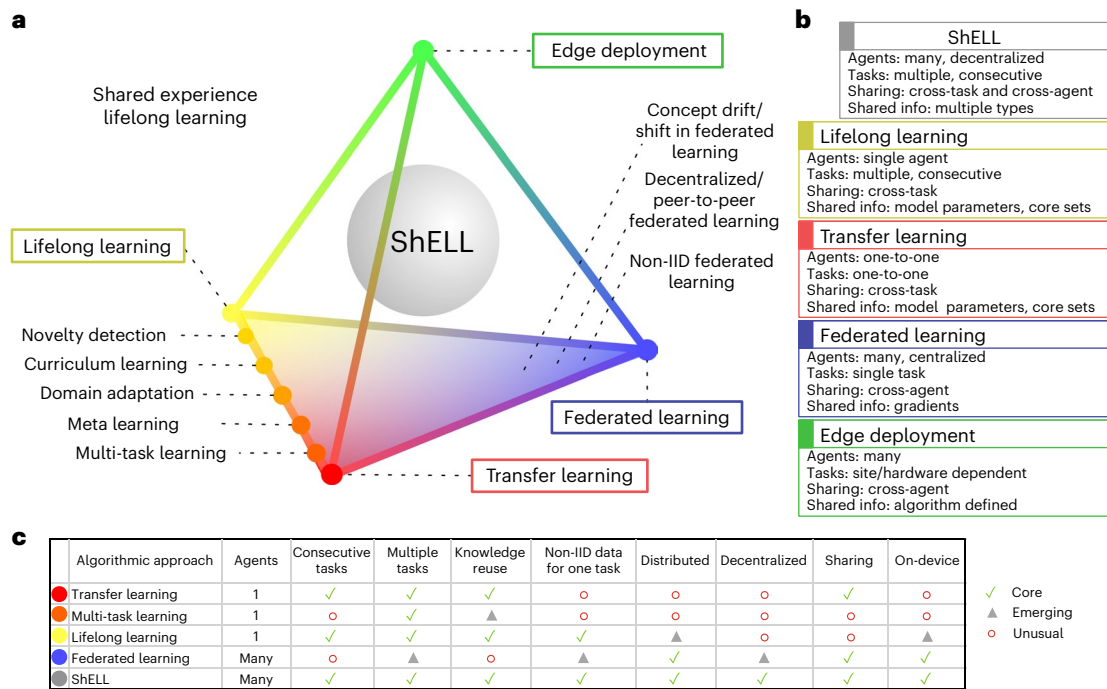 a
Edge deployment
Shared experience
lifelong learning
Concept drift/
shift in federated
learning
Decentralized/
peer-to-peer
federated learning
Non-IID federated
learning
ShELL
Lifelong learning
Novelty detection
Curriculum learning
Domain adaptation
Meta learning
Multi-task learning
Federated learning
Transfer learning
b
ShELL
Agents: many, decentralized
Tasks: multiple, consecutive
Sharing: cross-task and cross-agent
Shared info: multiple types
Lifelong learning
Agents: single agent
Tasks: multiple, consecutive
Sharing: cross-task
Shared info: model parameters, core sets
Transfer learning
Agents: one-to-one
Tasks: one-to-one
Sharing: cross-task
Shared info: model parameters, core sets
Federated learning
Agents: many, centralized
Tasks: single task
Sharing: cross-agent
Shared info: gradients
Edge deployment
Agents: many
Tasks: site/hardware dependent
Sharing: cross-agent
Shared info: algorithm defined
c
Algorithmic approach Agents Consecutive tasks Multiple tasks Knowledge reuse Non-IID data for one task Distributed Decentralized Sharing On-device
Transfer learning 1 ✓ ✓ ✓ ○ ○ ○ ✓ ○
Multi-task learning 1 ○ ✓ ▲ ○ ○ ○ ○ ○
Lifelong learning 1 ✓ ✓ ✓ ✓ ▲ ○ ○ ▲
Federated learning Many ○ ▲ ○ ▲ ✓ ▲ ✓ ✓
ShELL Many ✓ ✓ ✓ ✓ ✓ ✓ ✓ ✓
✓ Core
▲ Emerging
○ Unusual